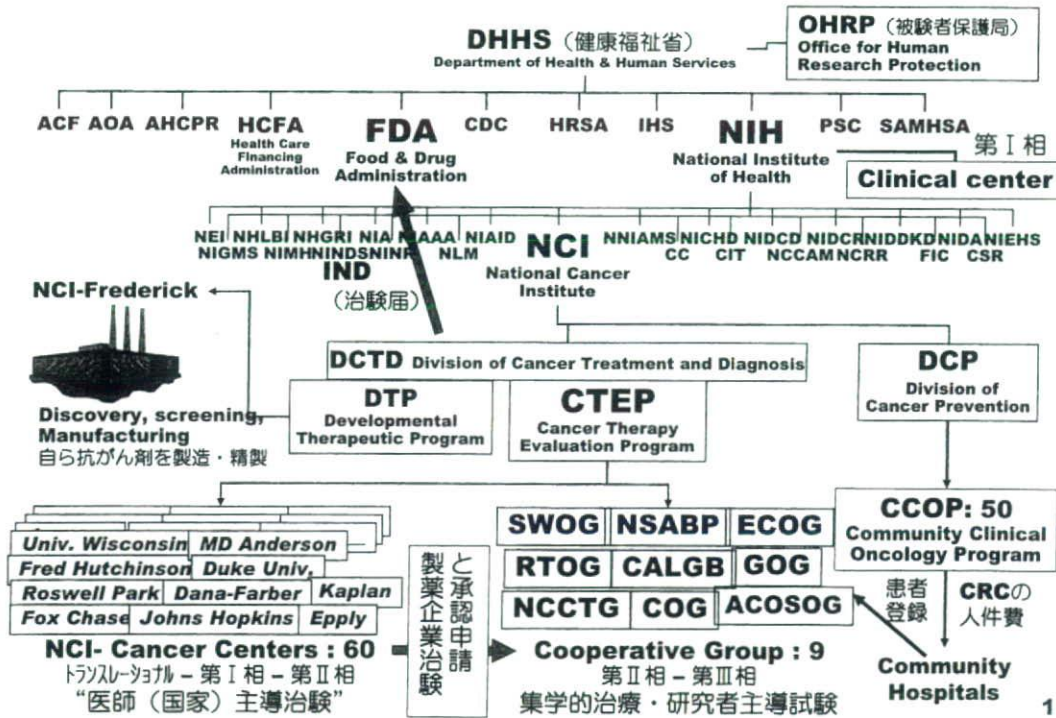 DHHS（健康福祉省）
Department of Health & Human Services
OHRP（被験者保護局）
Office for Human
Research Protection
ACF AOA AHCPR HCFA FDA CDC HRSA IHS NIH PSC SAMHSA
Health Care
Financing
Administration
Food & Drug
Administration
National Institute
of Health
第Ⅰ相
Clinical center
NEI NHLBI NHGRI NIA NIAAA NIAID NCI NNIAMS NICHD NIDCD NIDCR NIDDKD NIDA NIEHS
NIGMS NIMH NINDS NINR NLM CC CIT NCCAM NCRR FIC CSR
National Cancer
Institute
IND
（治験届）
NCI-Frederick
Discovery, screening,
Manufacturing
自ら抗がん剤を製造・精製
DCTD Division of Cancer Treatment and Diagnosis
DTP
Developmental
Therapeutic Program
CTEP
Cancer Therapy
Evaluation Program
DCP
Division of
Cancer Prevention
Univ. Wisconsin MD Anderson
Fred Hutchinson Duke Univ.
Roswell Park Dana-Farber Kaplan
Fox Chase Johns Hopkins Epply
NCI- Cancer Centers : 60
トランスレーショナル – 第Ⅰ相 – 第Ⅱ相
“医師（国家）主導治験”
製薬企業治験
と承認申請
SWOG NSABP ECOG
RTOG CALGB GOG
NCCTG COG ACOSOG
Cooperative Group : 9
第Ⅱ相 – 第Ⅲ相
集学的治療・研究者主導試験
CCOP: 50
Community Clinical
Oncology Program
患者
登録
CRCの
人件費
Community
Hospitals
1